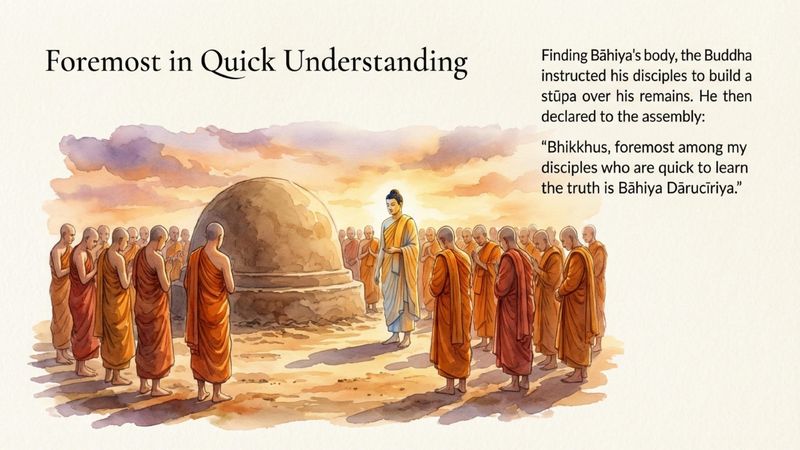 Foremost in Quick Understanding
Finding Bāhiya's body, the Buddha
instructed his disciples to build a
stūpa over his remains. He then
declared to the assembly:
“Bhikkhus, foremost among my
disciples who are quick to learn
the truth is Bāhiya Dārucīriya.”